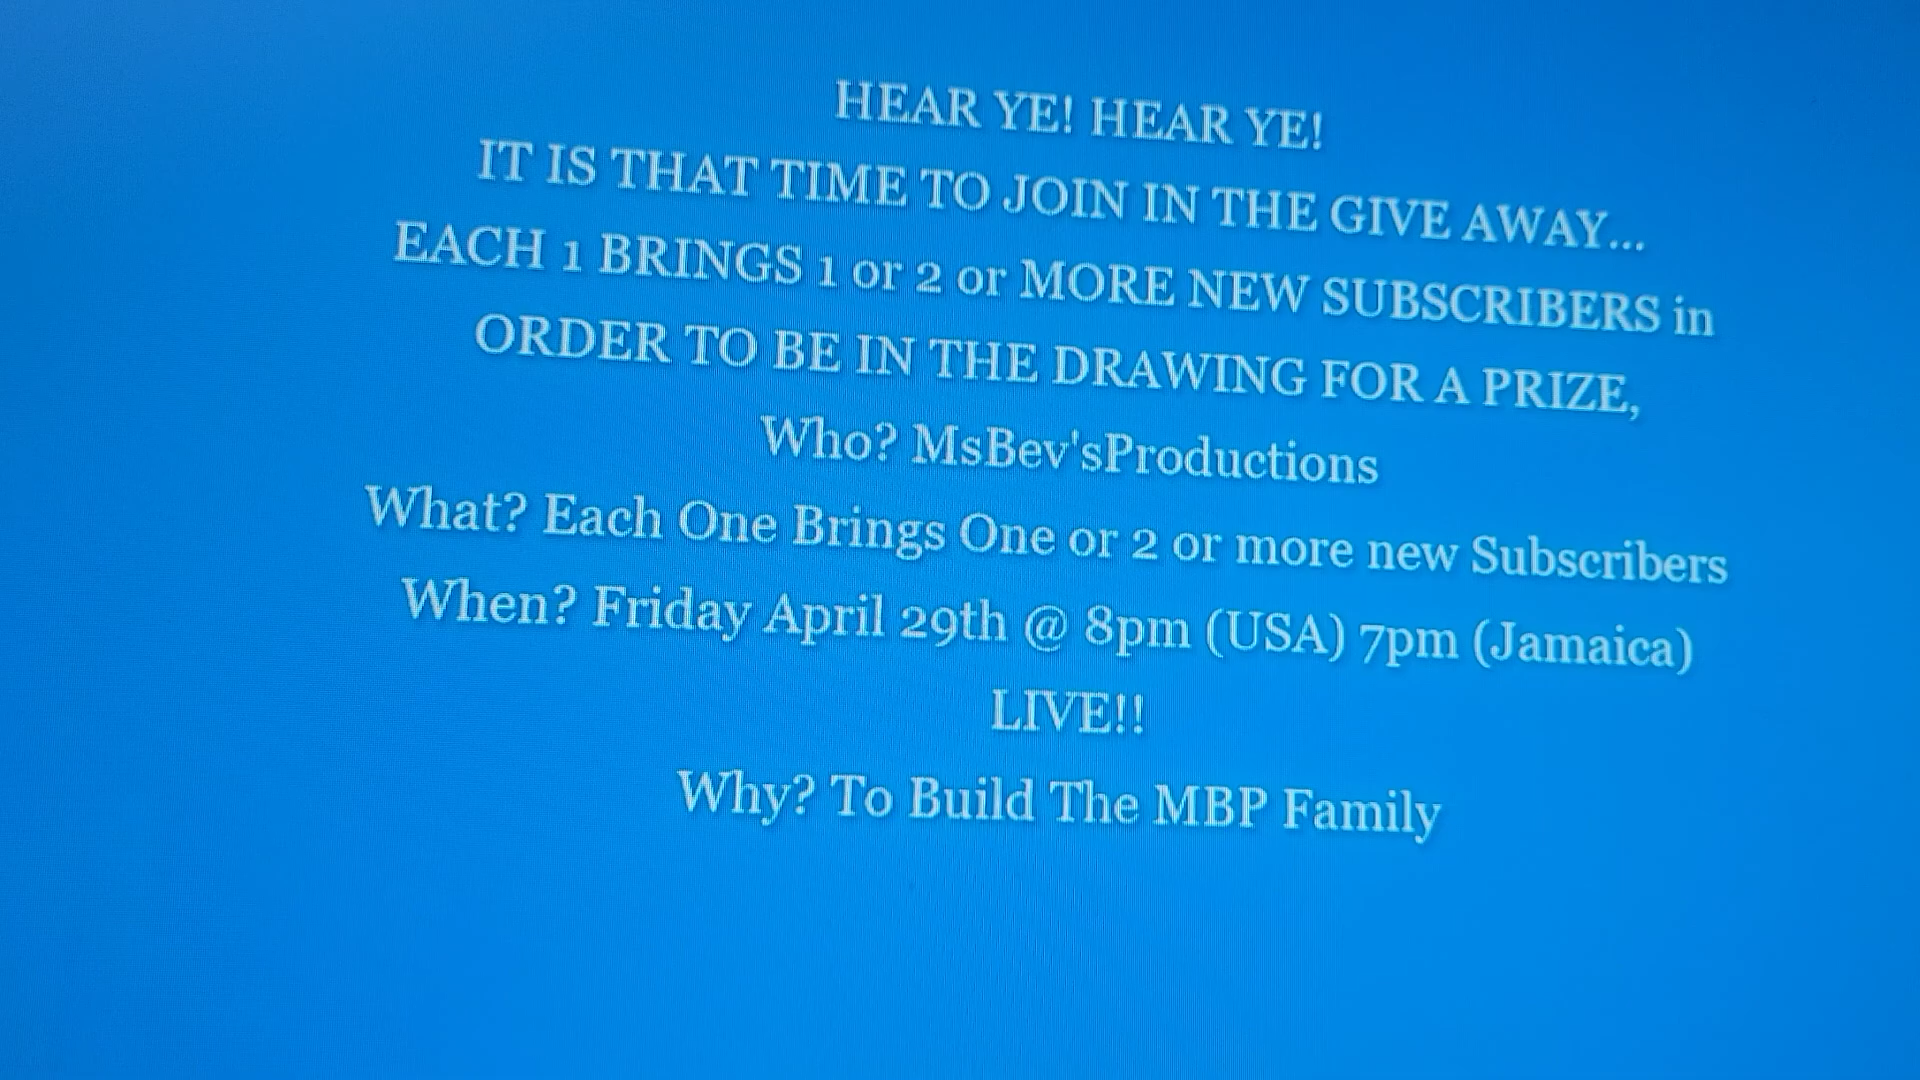 HEAR YE! HEAR YE!
IT IS THAT TIME TO JOIN IN THE GIVE AWAY...
EACH 1 BRINGS 1 or 2 or MORE NEW SUBSCRIBERS in
ORDER TO BE IN THE DRAWING FOR A PRIZE,
Who? MsBev'sProductions
What? Each One Brings One or 2 or more new Subscribers
When? Friday April 29th @ 8pm (USA) 7pm (Jamaica)
LIVE!!
Why? To Build The MBP Family